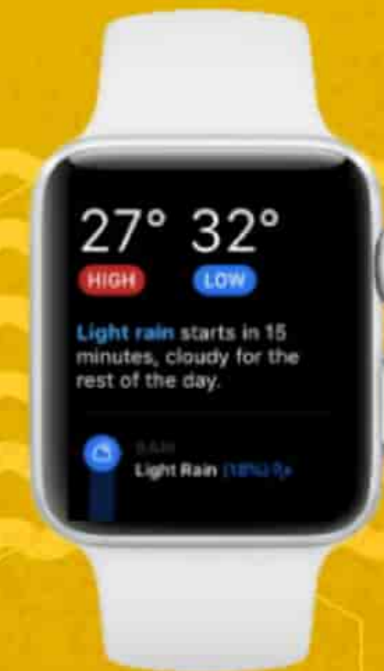 27° 32°
HIGH LOW
Light rain starts in 15
minutes, cloudy for the
rest of the day.
Light Rain (18%)